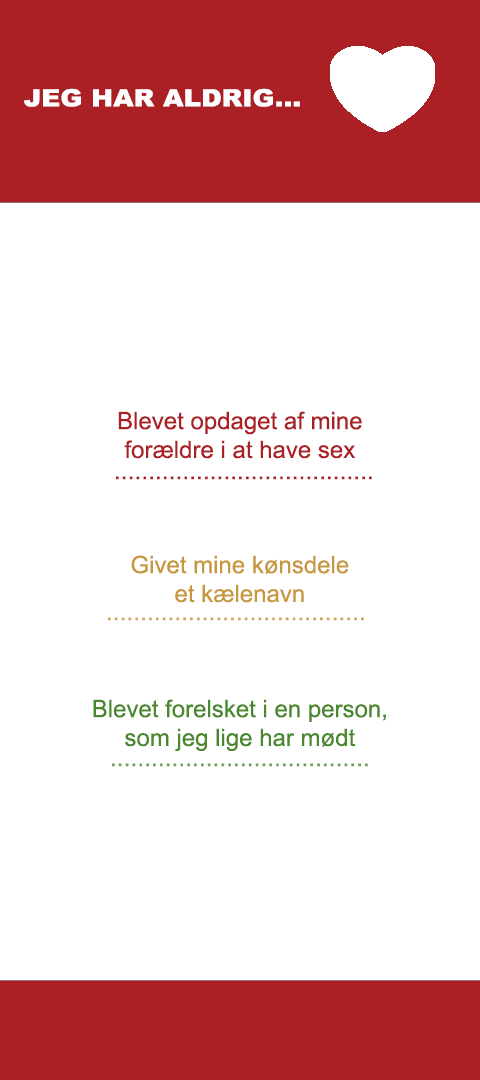 JEG HAR ALDRIG...
Blevet opdaget af mine
forældre i at have sex
Givet mine kønsdele
et kælenavn
Blevet forelsket i en person,
som jeg lige har mødt